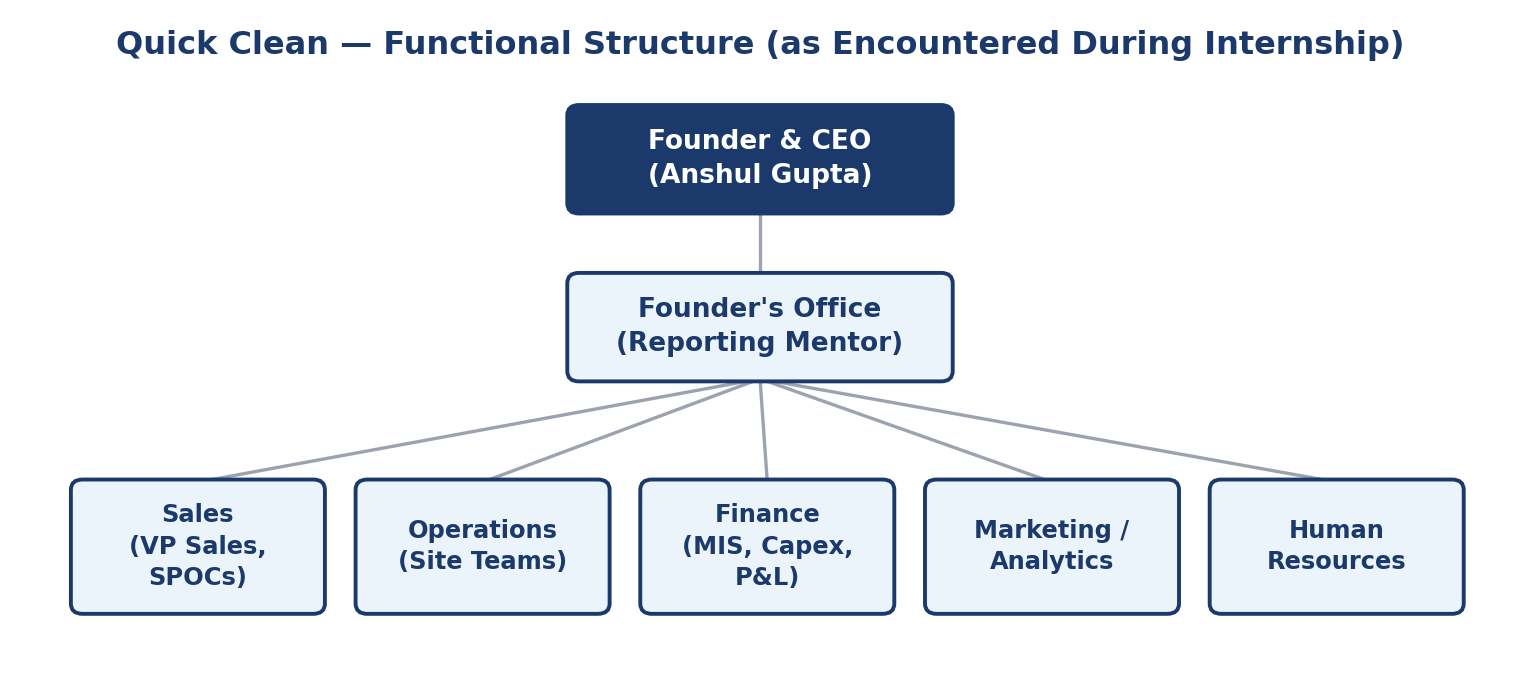 Quick Clean — Functional Structure (as Encountered During Internship)
Founder & CEO
(Anshul Gupta)
Founder's Office
(Reporting Mentor)
Sales
(VP Sales,
SPOCs)
Operations
(Site Teams)
Finance
(MIS, Capex,
P&L)
Marketing /
Analytics
Human
Resources